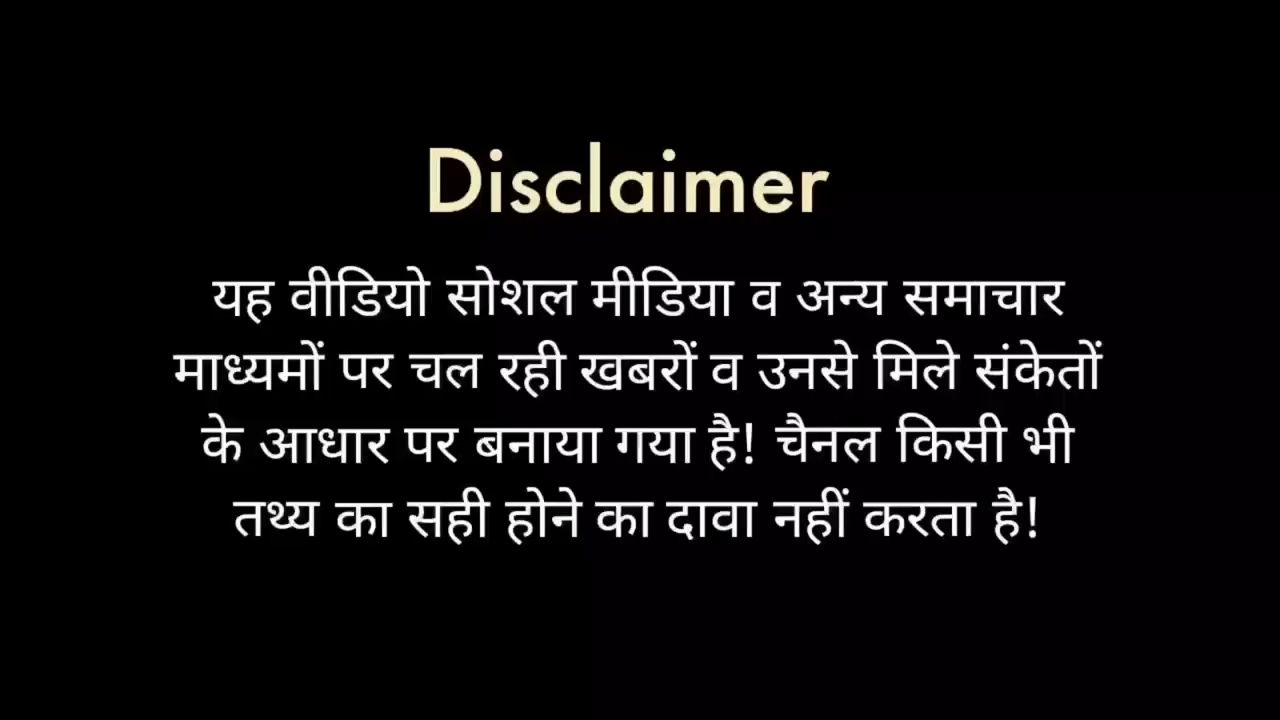 Disclaimer
यह वीडियो सोशल मीडिया व अन्य समाचार
माध्यमों पर चल रही खबरों व उनसे मिले संकेतों
के आधार पर बनाया गया है! चैनल किसी भी
तथ्य का सही होने का दावा नहीं करता है!